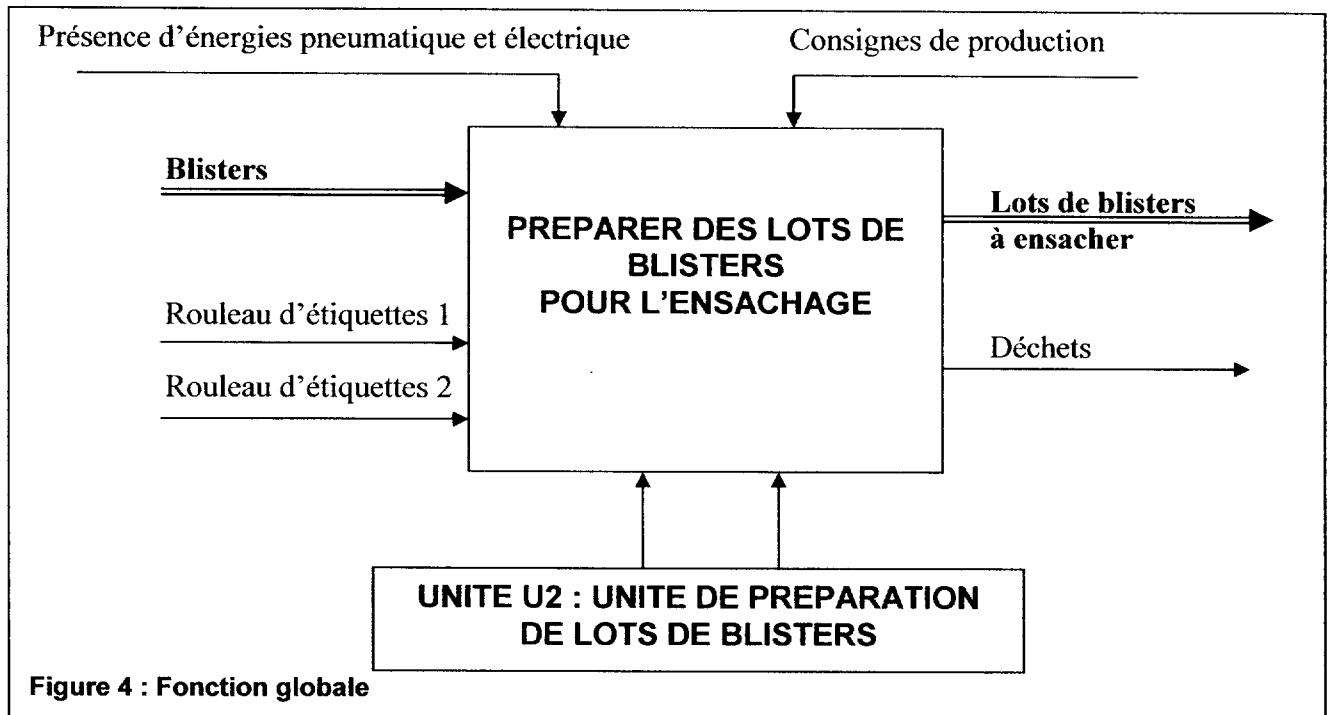 Présence d'énergies pneumatique et électrique
Consignes de production
Blisters
PREPARER DES LOTS DE
BLISTERS
POUR L'ENSACHAGE
Lots de blisters
à ensacher
Rouleau d'étiquettes 1
Déchets
Rouleau d'étiquettes 2
UNITE U2 : UNITE DE PREPARATION
DE LOTS DE BLISTERS
Figure 4 : Fonction globale